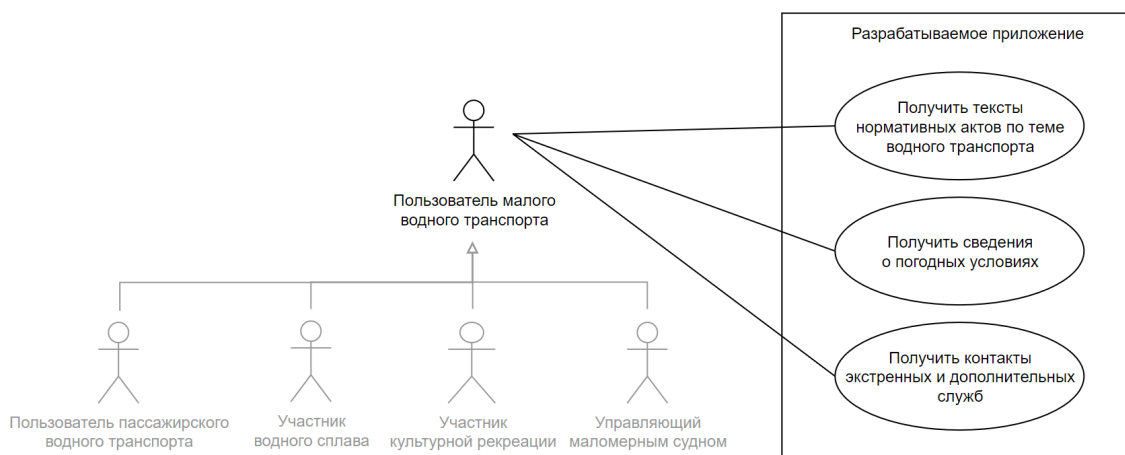 Разрабатываемое приложение
Получить тексты
нормативных актов по теме
водного транспорта
Пользователь малого
водного транспорта
Получить сведения
о погодных условиях
Получить контакты
экстренных и дополнительных
служб
Пользователь пассажирского
водного транспорта
Участник
водного сплава
Участник
культурной рекреации
Управляющий
маломерным судном